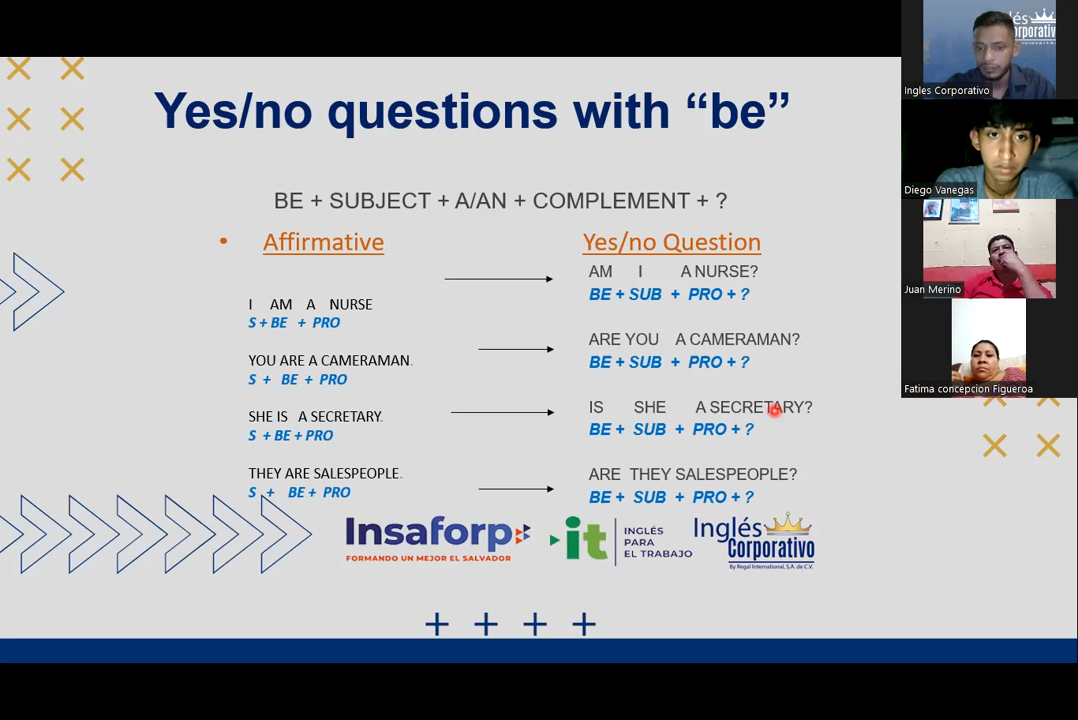 Yes/no questions with “be”
BE + SUBJECT + A/AN + COMPLEMENT + ?
• Affirmative
I AM A NURSE
S + BE + PRO
YOU ARE A CAMERAMAN.
S + BE + PRO
SHE IS A SECRETARY.
S + BE + PRO
THEY ARE SALESPEOPLE.
S + BE + PRO
Yes/no Question
AM I A NURSE?
BE + SUB + PRO + ?
ARE YOU A CAMERAMAN?
BE + SUB + PRO + ?
IS SHE A SECRETARY?
BE + SUB + PRO + ?
ARE THEY SALESPEOPLE?
BE + SUB + PRO + ?
Insaforp
FORMANDO UN MEJOR EL SALVADOR
it
INGLÉS
PARA
EL TRABAJO
Inglés
Corporativo
By Regal International, S.A. de C.V.
Ingles Corporativo
Diego Vanegas
Juan Merino
Fatima concepcion Figueroa